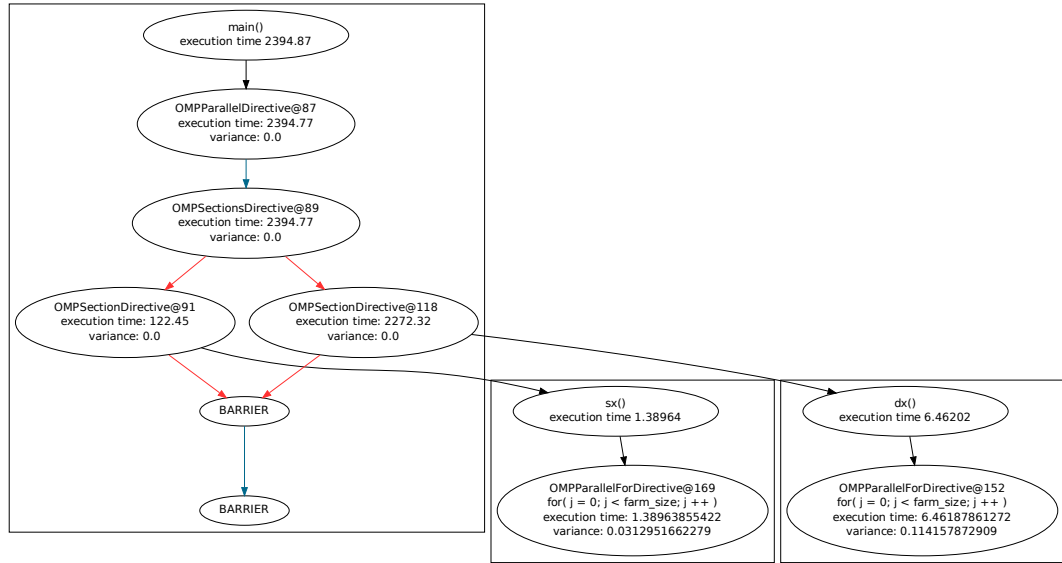 main()
execution time 2394.87
OMPParallelDirective@87
execution time: 2394.77
variance: 0.0
OMPSectionsDirective@89
execution time: 2394.77
variance: 0.0
OMPSectionDirective@91
execution time: 122.45
variance: 0.0
OMPSectionDirective@118
execution time: 2272.32
variance: 0.0
BARRIER
BARRIER
sx()
execution time 1.38964
OMPParallelForDirective@169
for( j = 0; j < farm_size; j ++ )
execution time: 1.38963855422
variance: 0.0312951662279
dx()
execution time 6.46202
OMPParallelForDirective@152
for( j = 0; j < farm_size; j ++ )
execution time: 6.46187861272
variance: 0.114157872909